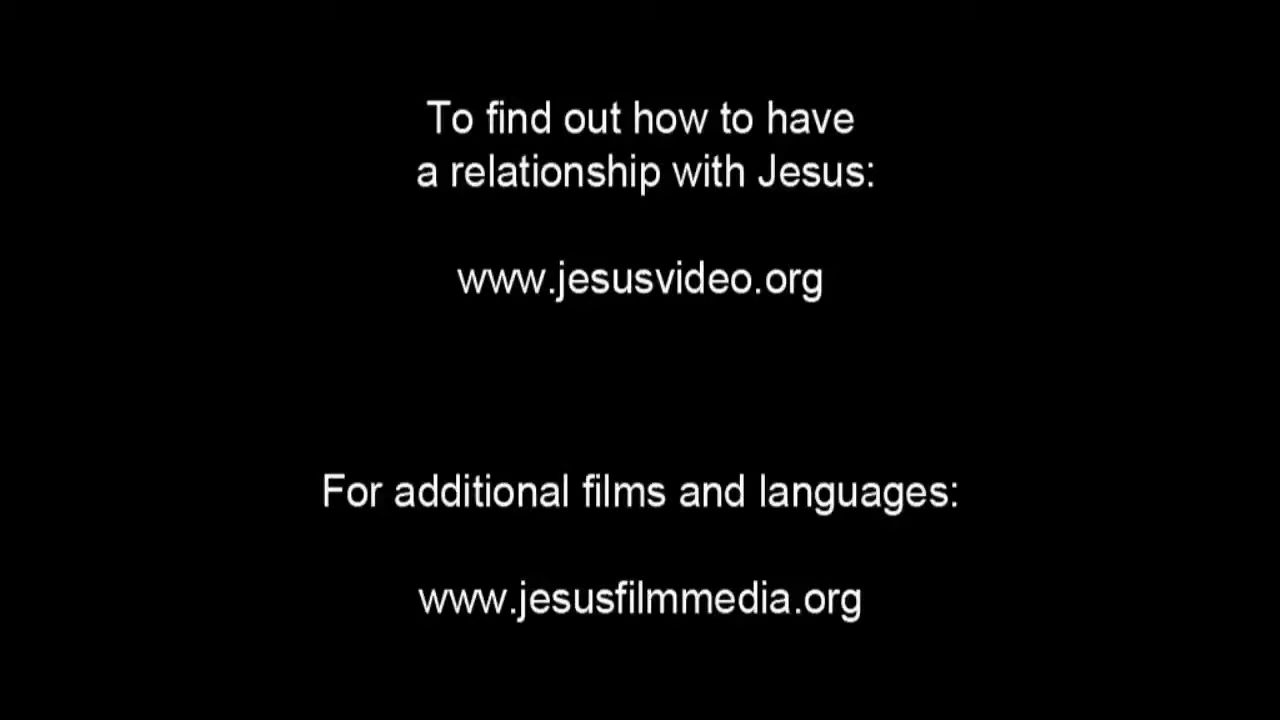 To find out how to have
a relationship with Jesus:
www.jesusvideo.org
For additional films and languages:
www.jesusfilmmedia.org